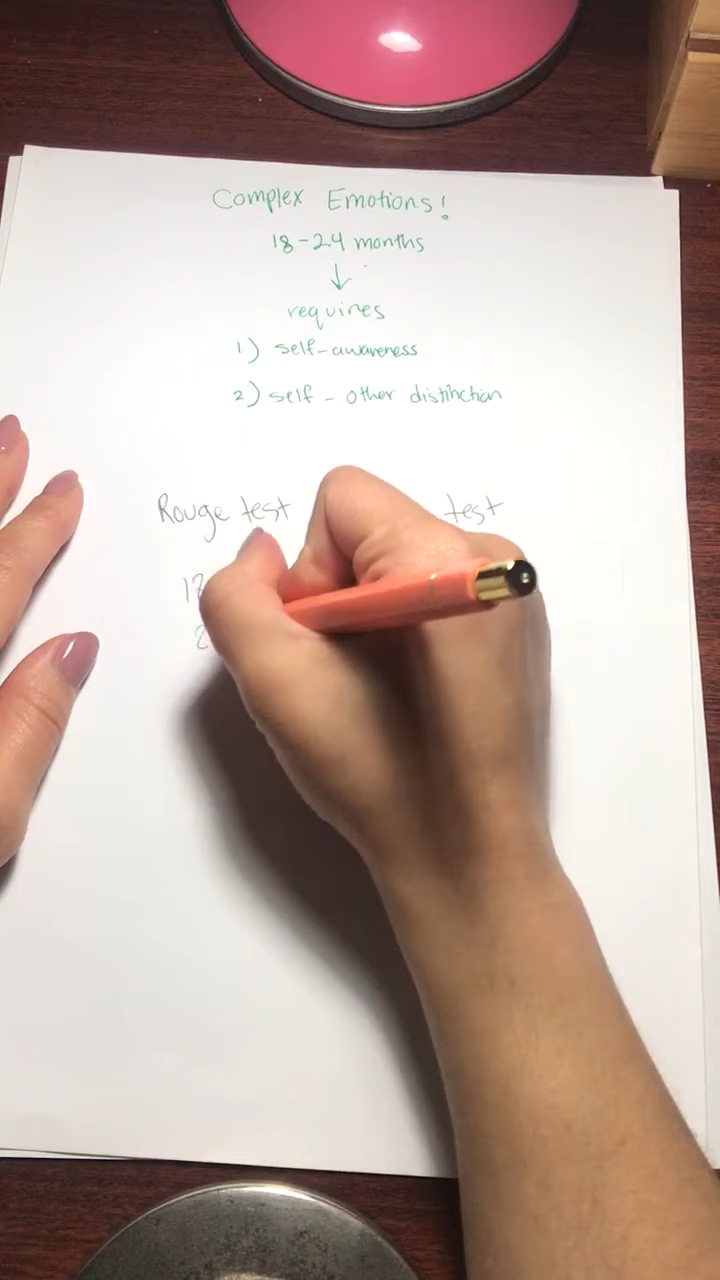 Complex Emotions!
18-24 months
↓
requires
1) self-awareness
2) self - other distinction
Rouge test test